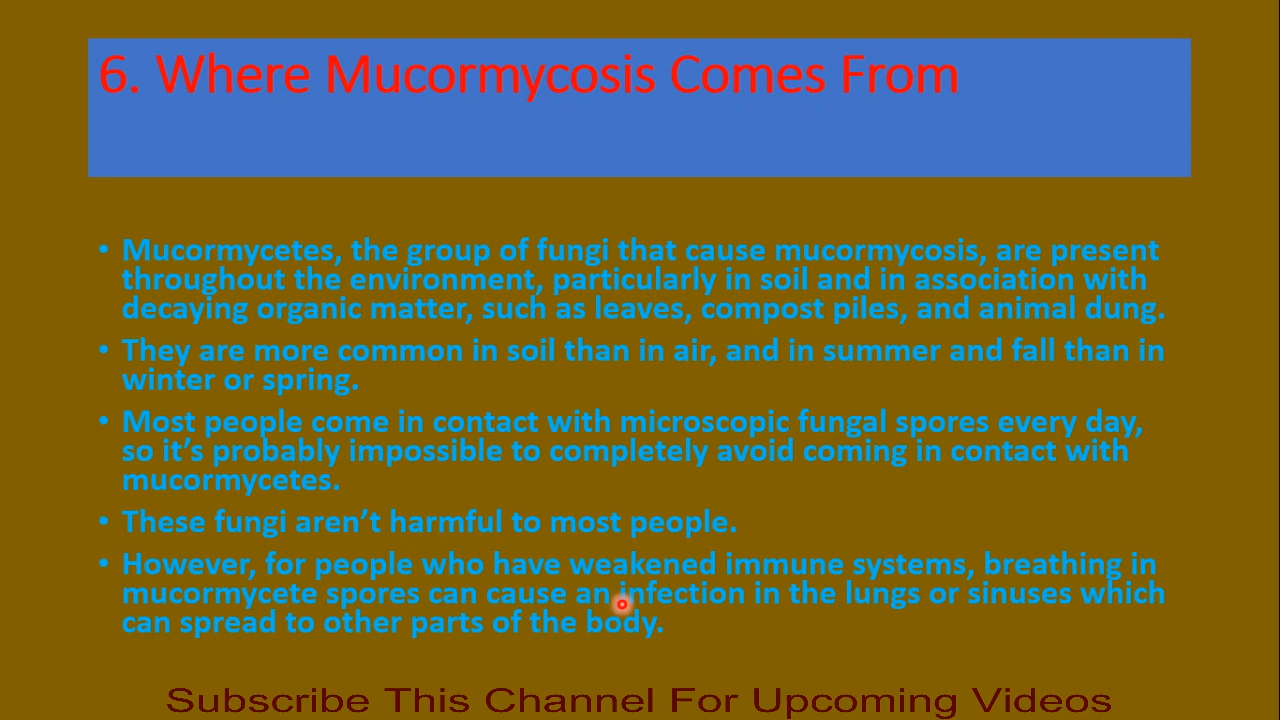 6. Where Mucormycosis Comes From
• Mucormycetes, the group of fungi that cause mucormycosis, are present
throughout the environment, particularly in soil and in association with
decaying organic matter, such as leaves, compost piles, and animal dung.
• They are more common in soil than in air, and in summer and fall than in
winter or spring.
• Most people come in contact with microscopic fungal spores every day,
so it’s probably impossible to completely avoid coming in contact with
mucormycetes.
• These fungi aren’t harmful to most people.
• However, for people who have weakened immune systems, breathing in
mucormycete spores can cause an infection in the lungs or sinuses which
can spread to other parts of the body.
Subscribe This Channel For Upcoming Videos